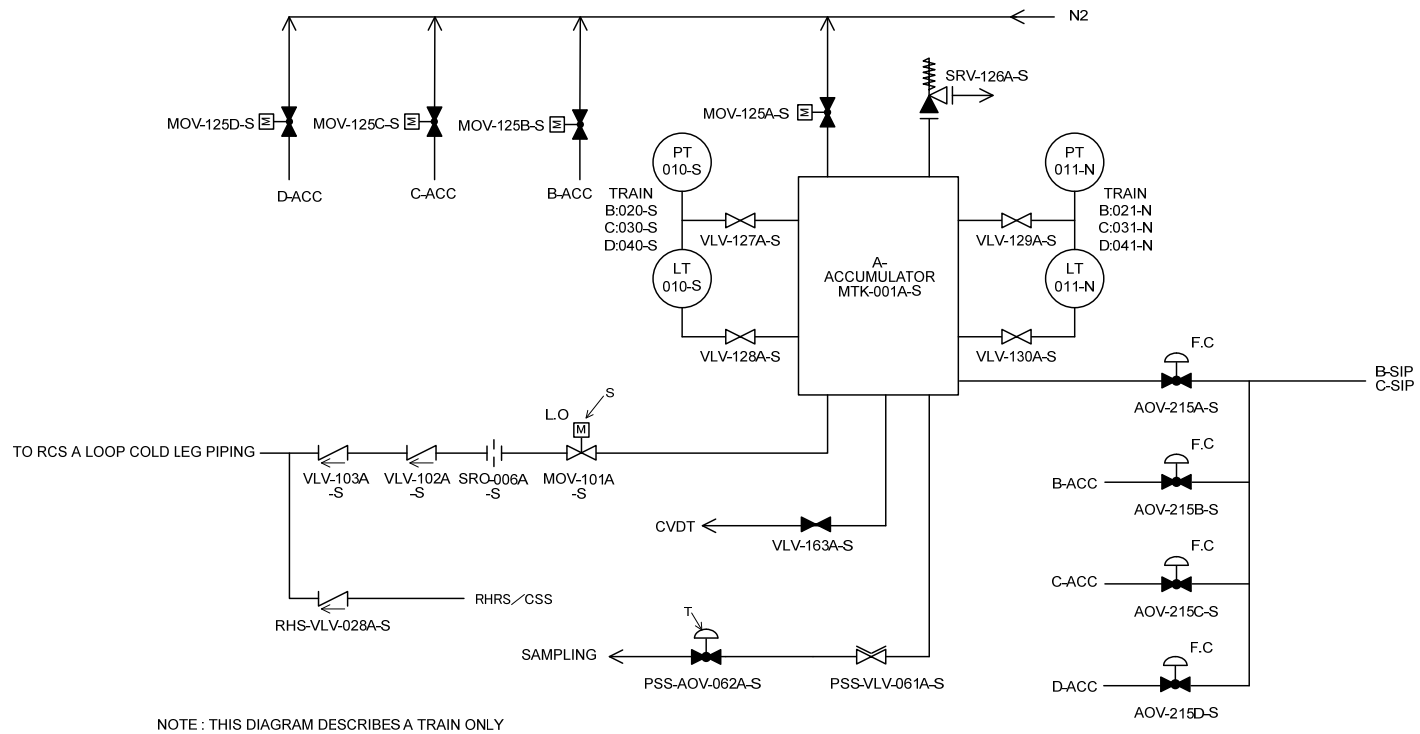 N2
SRV-126A-S
MOV-125D-S
M
MOV-125C-S
M
MOV-125B-S
M
MOV-125A-S
M
D-ACC
C-ACC
B-ACC
PT
010-S
TRAIN
B:020-S
C:030-S
D:040-S
VLV-127A-S
LT
010-S
VLV-128A-S
A-
ACCUMULATOR
MTK-001A-S
PT
011-N
TRAIN
B:021-N
C:031-N
D:041-N
VLV-129A-S
LT
011-N
VLV-130A-S
F.C
AOV-215A-S
B-SIP
C-SIP
S
L.O
M
TO RCS A LOOP COLD LEG PIPING
VLV-103A
-S
VLV-102A
-S
SRO-006A
-S
MOV-101A
-S
F.C
B-ACC
AOV-215B-S
CVDT
VLV-163A-S
F.C
C-ACC
AOV-215C-S
RHRS/CSS
RHS-VLV-028A-S
T
SAMPLING
PSS-AOV-062A-S
PSS-VLV-061A-S
F.C
D-ACC
AOV-215D-S
NOTE : THIS DIAGRAM DESCRIBES A TRAIN ONLY